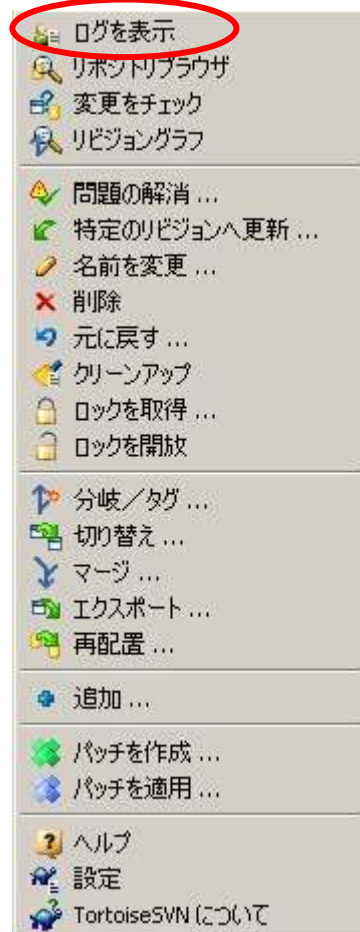 ログを表示
リポジトリブラウザ
変更をチェック
リビジョングラフ
問題の解消 ...
特定のリビジョンへ更新 ...
名前を変更 ...
削除
元に戻す ...
クリーンアップ
ロックを取得 ...
ロックを開放
分岐／タグ ...
切り替え ...
マージ ...
エクスポート ...
再配置 ...
追加 ...
パッチを作成 ...
パッチを適用 ...
ヘルプ
設定
TortoiseSVN について